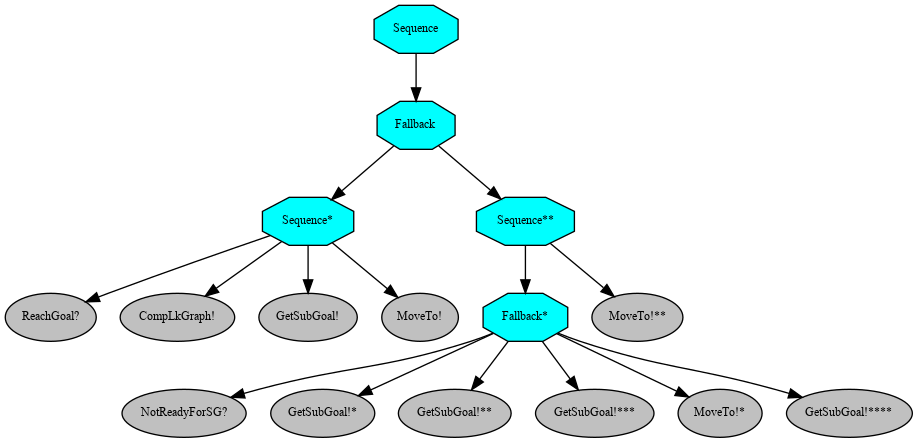 Sequence
Fallback
Sequence*
Sequence**
ReachGoal?
CompLkGraph!
GetSubGoal!
MoveTo!
Fallback*
MoveTo!**
NotReadyForSG?
GetSubGoal!*
GetSubGoal!**
GetSubGoal!***
MoveTo!*
GetSubGoal!****